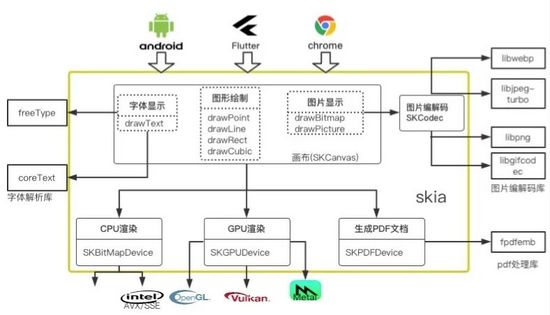 android
Flutter
chrome
字体显示
drawText
图形绘制
drawPoint
drawLine
drawRect
drawCubic
图片显示
drawBitmap
drawPicture
画布(SKCanvas)
图片编解码
SKCodec
freeType
coreText
字体解析库
libwebp
libjpeg-
turbo
libpng
libgifcod
ec
图片编解码库
skia
CPU渲染
SKBitMapDevice
GPU渲染
SKGPUDevice
生成PDF文档
SKPDFDevice
fpdfemb
pdf处理库
intel
AVX/SSE
OpenGL
Vulkan
Metal